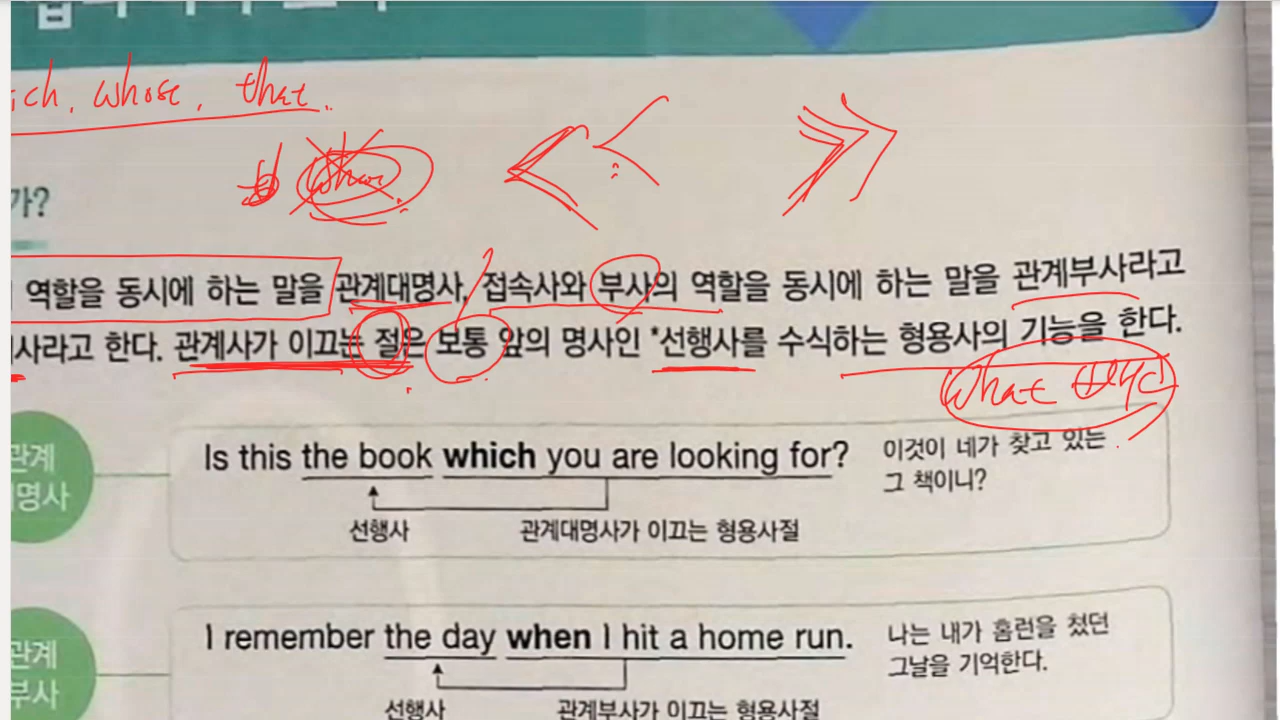 ich, whose, that.
what
가?
역할을 동시에 하는 말을 관계대명사, 접속사와 부사의 역할을 동시에 하는 말을 관계부사라고
사라고 한다. 관계사가 이끄는 절은 보통 앞의 명사인 *선행사를 수식하는 형용사의 기능을 한다.
what
관계
명사
Is this the book which you are looking for?
이것이 네가 찾고 있는
그 책이니?
선행사
관계대명사가 이끄는 형용사절
관계
부사
I remember the day when I hit a home run.
나는 내가 홈런을 쳤던
그날을 기억한다.
선행사
관계부사가 이끄는 형용사절